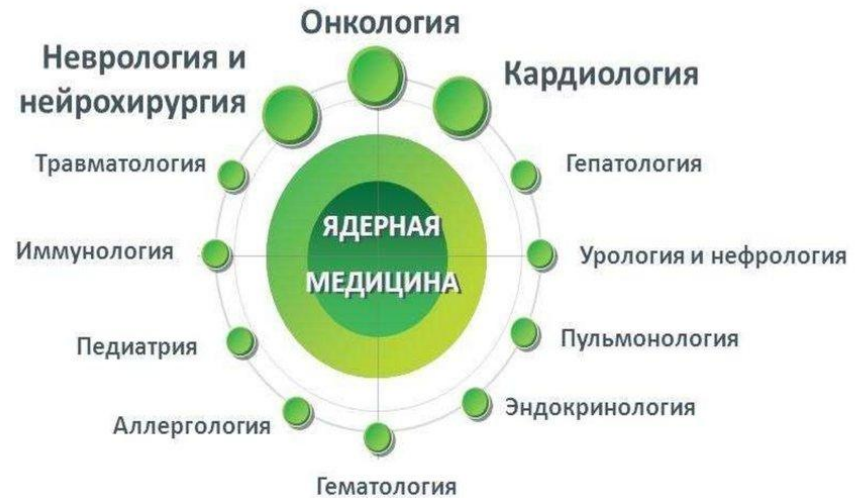 Онкология
Неврология и
нейрохирургия
Кардиология
Травматология
Гепатология
ЯДЕРНАЯ
МЕДИЦИНА
Иммунология
Урология и нефрология
Педиатрия
Пульмонология
Аллергология
Эндокринология
Гематология